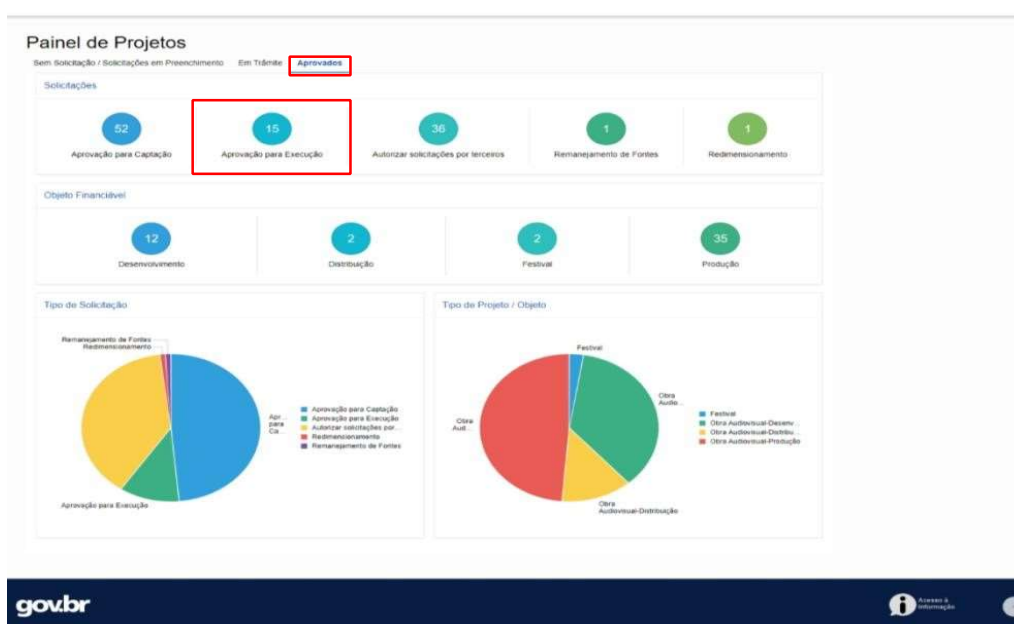 Painel de Projetos
Sem Solicitação / Solicitações em Preenchimento Em Trâmite Aprovados
Solicitações
52 15 36 1 1
Aprovação para Captação Aprovação para Execução Autorizar solicitações por terceiros Remanejamento de Fontes Redimensionamento
Objeto Financiável
12 2 2 35
Desenvolvimento Distribuição Festival Produção
Tipo de Solicitação Tipo de Projeto / Objeto
Remanejamento de Fontes
Redimensionamento
Apr...
para
Ca...
Aprovação para Execução
Aprovação para Captação
Aprovação para Execução
Autorizar solicitações por...
Redimensionamento
Remanejamento de Fontes
Festival
Obra
Audio...
Obra
Aud...
Obra
Audiovisual-Distribuição
Festival
Obra Audiovisual-Desenv...
Obra Audiovisual-Distribu...
Obra Audiovisual-Produção
gov.br
Acesso à
Informação